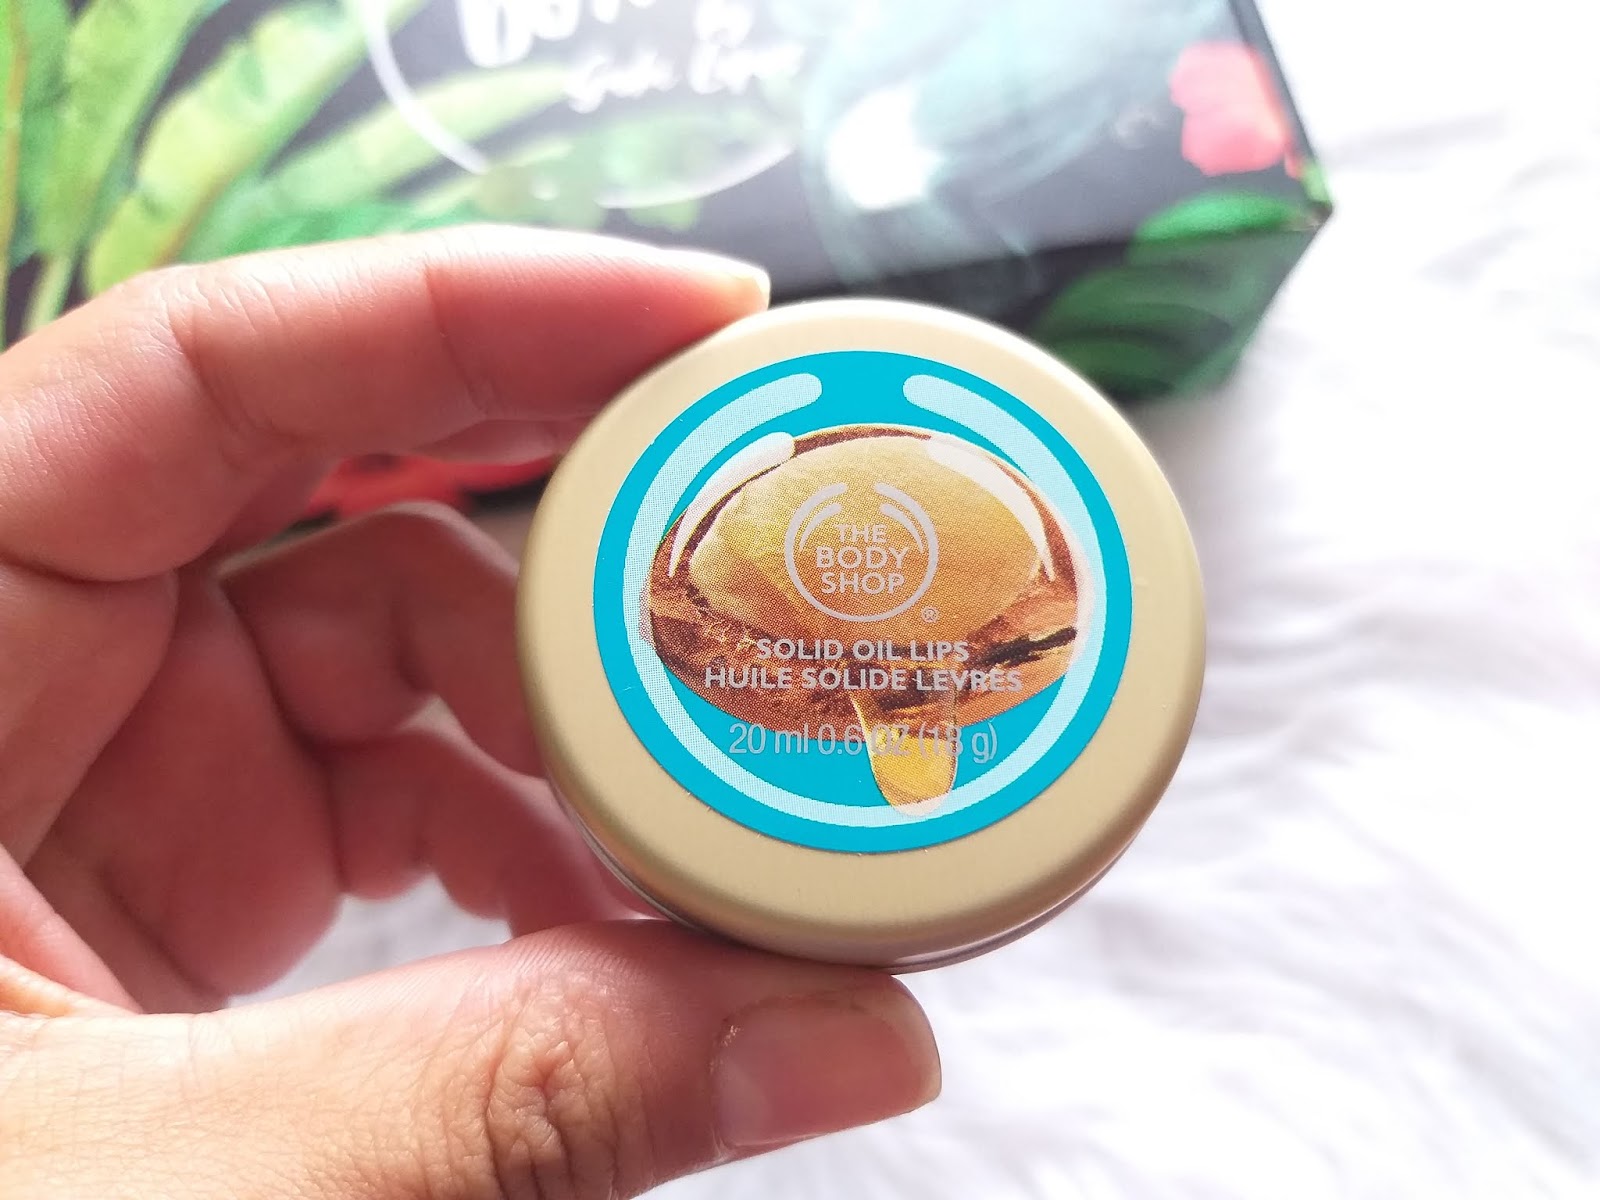 THE
BODY
SHOP
®
SOLID OIL LIPS
HUILE SOLIDE LEVRES
20 ml 0.6 OZ (18 g)